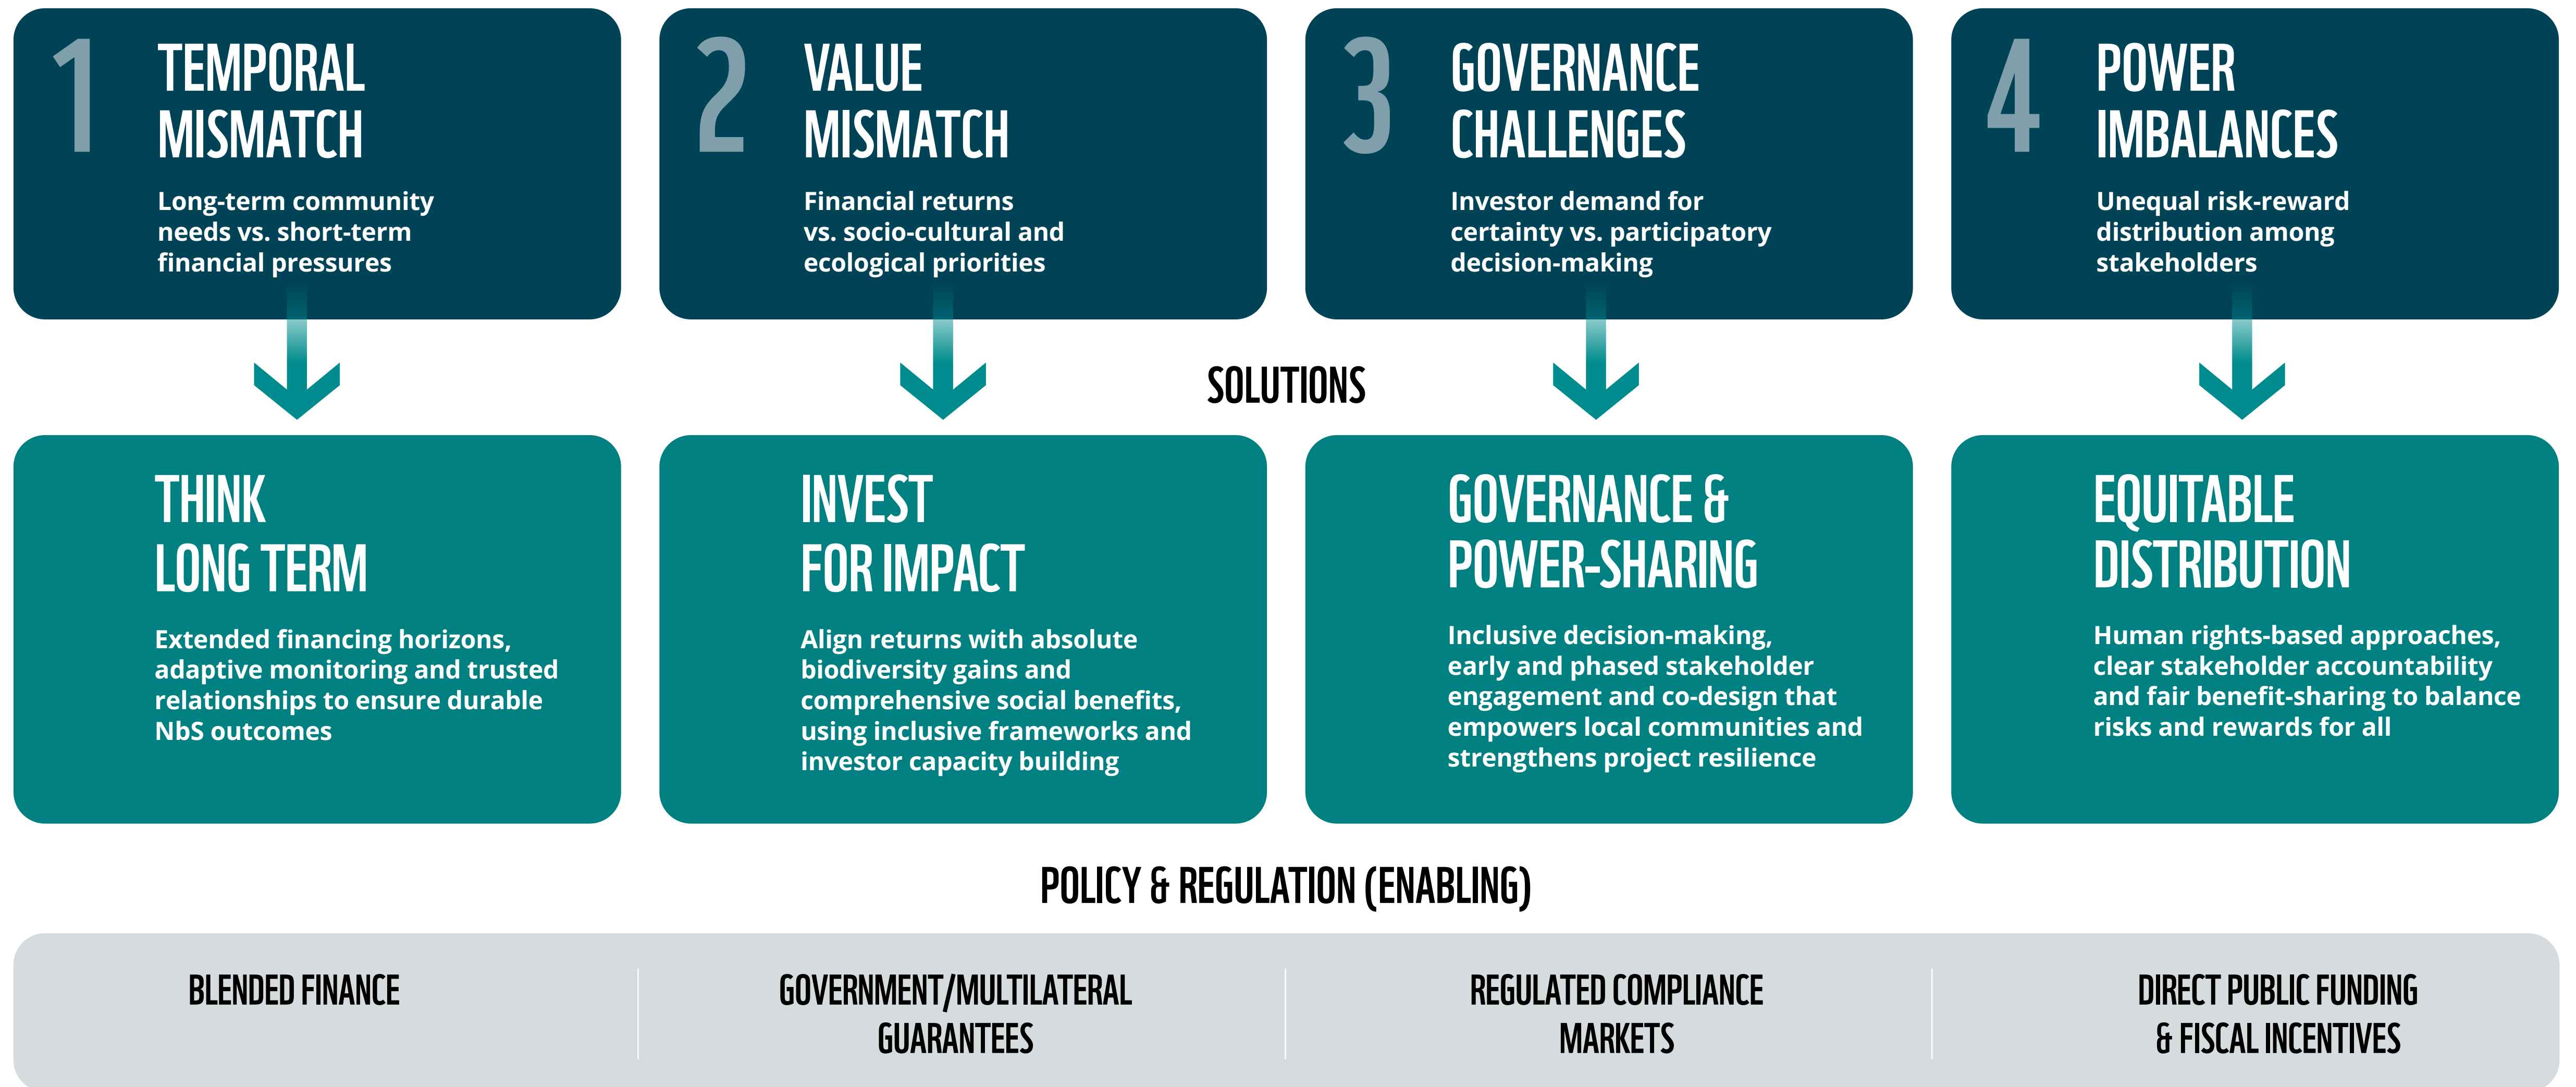 1
TEMPORAL
MISMATCH
Long-term community
needs vs. short-term
financial pressures
2
VALUE
MISMATCH
Financial returns
vs. socio-cultural and
ecological priorities
3
GOVERNANCE
CHALLENGES
Investor demand for
certainty vs. participatory
decision-making
4
POWER
IMBALANCES
Unequal risk-reward
distribution among
stakeholders
SOLUTIONS
THINK
LONG TERM
Extended financing horizons,
adaptive monitoring and trusted
relationships to ensure durable
NbS outcomes
INVEST
FOR IMPACT
Align returns with absolute
biodiversity gains and
comprehensive social benefits,
using inclusive frameworks and
investor capacity building
GOVERNANCE &
POWER-SHARING
Inclusive decision-making,
early and phased stakeholder
engagement and co-design that
empowers local communities and
strengthens project resilience
EQUITABLE
DISTRIBUTION
Human rights-based approaches,
clear stakeholder accountability
and fair benefit-sharing to balance
risks and rewards for all
POLICY & REGULATION (ENABLING)
BLENDED FINANCE
GOVERNMENT/MULTILATERAL
GUARANTEES
REGULATED COMPLIANCE
MARKETS
DIRECT PUBLIC FUNDING
& FISCAL INCENTIVES